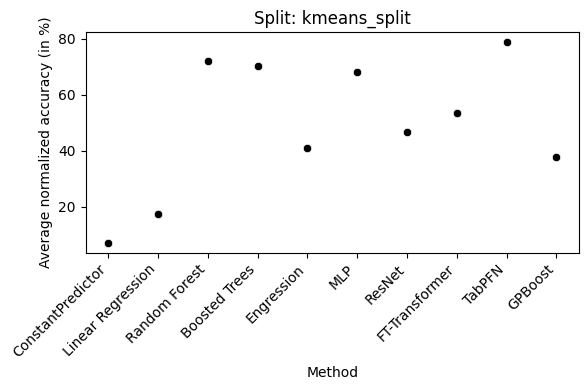 Split: kmeans_split
Average normalized accuracy (in %)
80
60
40
20
ConstantPredictor
Linear Regression
Random Forest
Boosted Trees
Engression
MLP
ResNet
FT-Transformer
TabPFN
GPBoost
Method